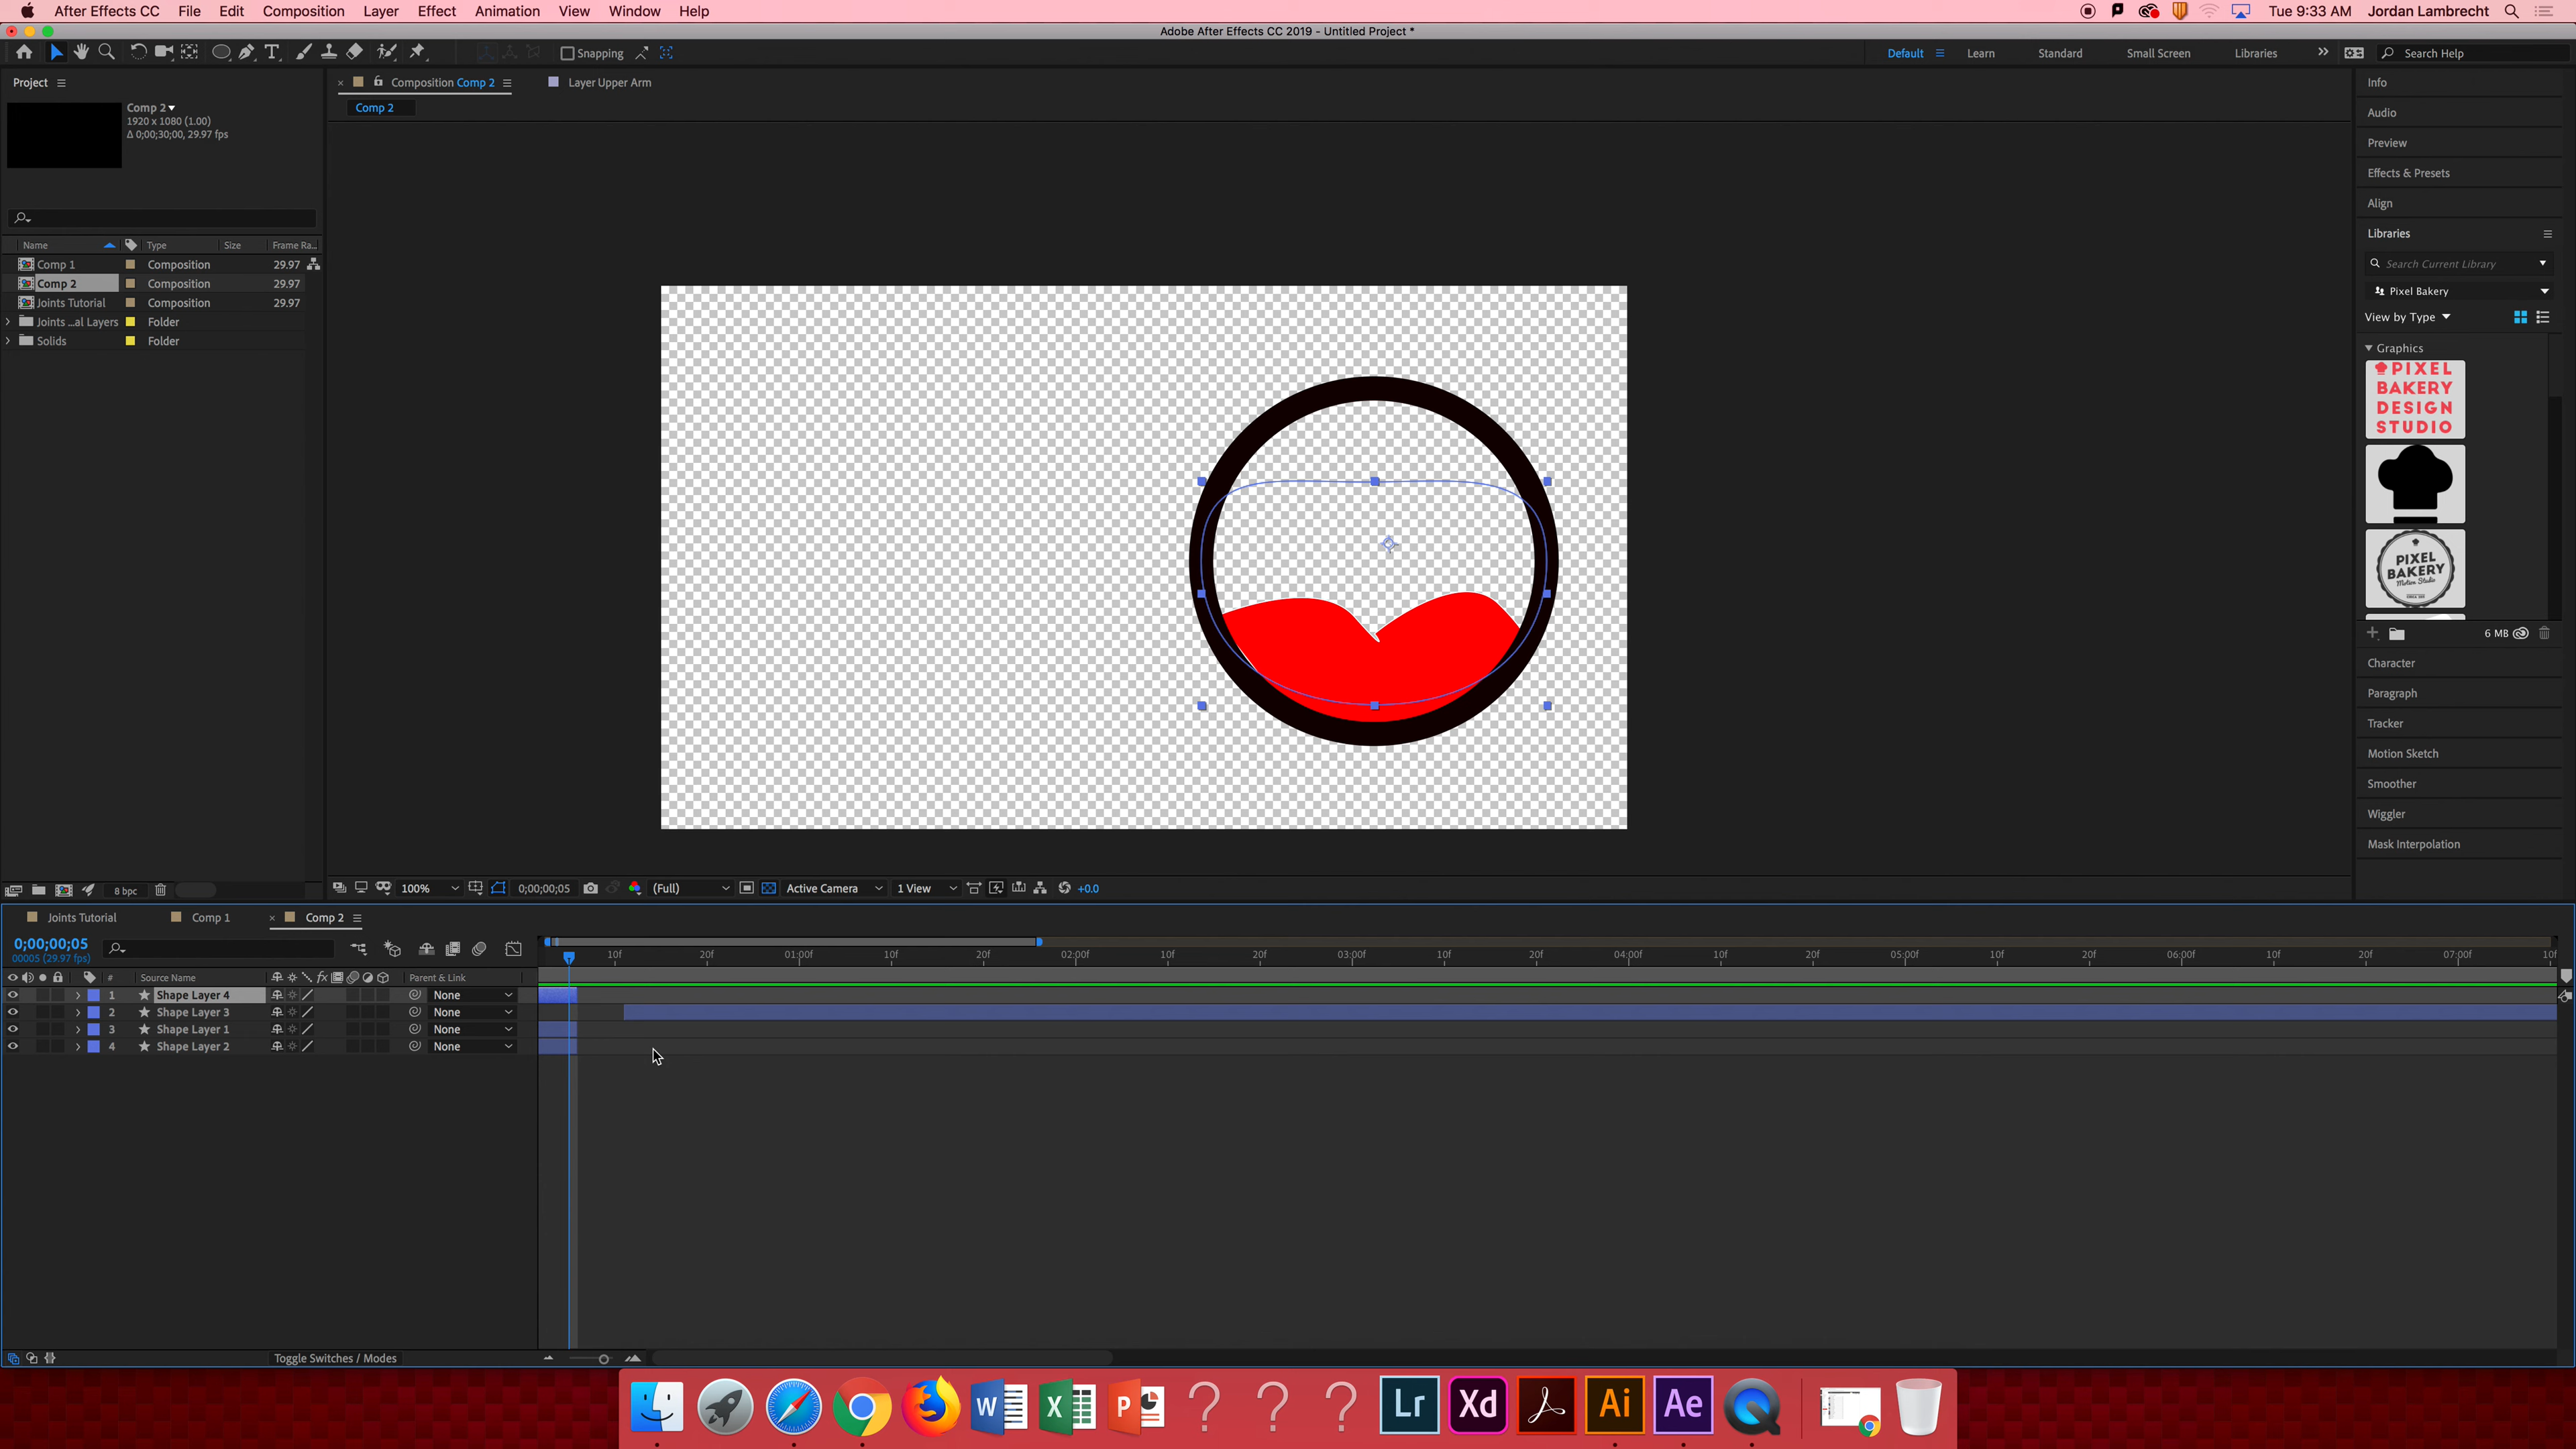 After Effects CC File Edit Composition Layer Effect Animation View Window Help
Tue 9:33 AM Jordan Lambrecht
Adobe After Effects CC 2019 - Untitled Project *
Snapping
Default Learn Standard Small Screen Libraries Search Help
Project
Comp 2
1920 x 1080 (1.00)
Δ 0;00;30;00, 29.97 fps
Name Type Size Frame Ra...
Comp 1 Composition 29.97
Comp 2 Composition 29.97
Joints Tutorial Composition 29.97
Joints ...al Layers Folder
Solids Folder
8 bpc
Composition Comp 2
Layer Upper Arm
Comp 2
100% 0;00;00;05 (Full) Active Camera 1 View +0.0
Info
Audio
Preview
Effects & Presets
Align
Libraries
Search Current Library
Pixel Bakery
View by Type
Graphics
PIXEL
BAKERY
DESIGN
STUDIO
PIXEL
BAKERY
Motion Studio
6 MB
Character
Paragraph
Tracker
Motion Sketch
Smoother
Wiggler
Mask Interpolation
Joints Tutorial Comp 1 Comp 2
0;00;00;05
00005 (29.97 fps)
10f 20f 01:00f 10f 20f 02:00f 10f 20f 03:00f 10f 20f 04:00f 10f 20f 05:00f 10f 20f 06:00f 10f 20f 07:00f 10f
# Source Name fx Parent & Link
1 Shape Layer 4 None
2 Shape Layer 3 None
3 Shape Layer 1 None
4 Shape Layer 2 None
Toggle Switches / Modes
W X P ? ? ? Lr Xd Ai Ae